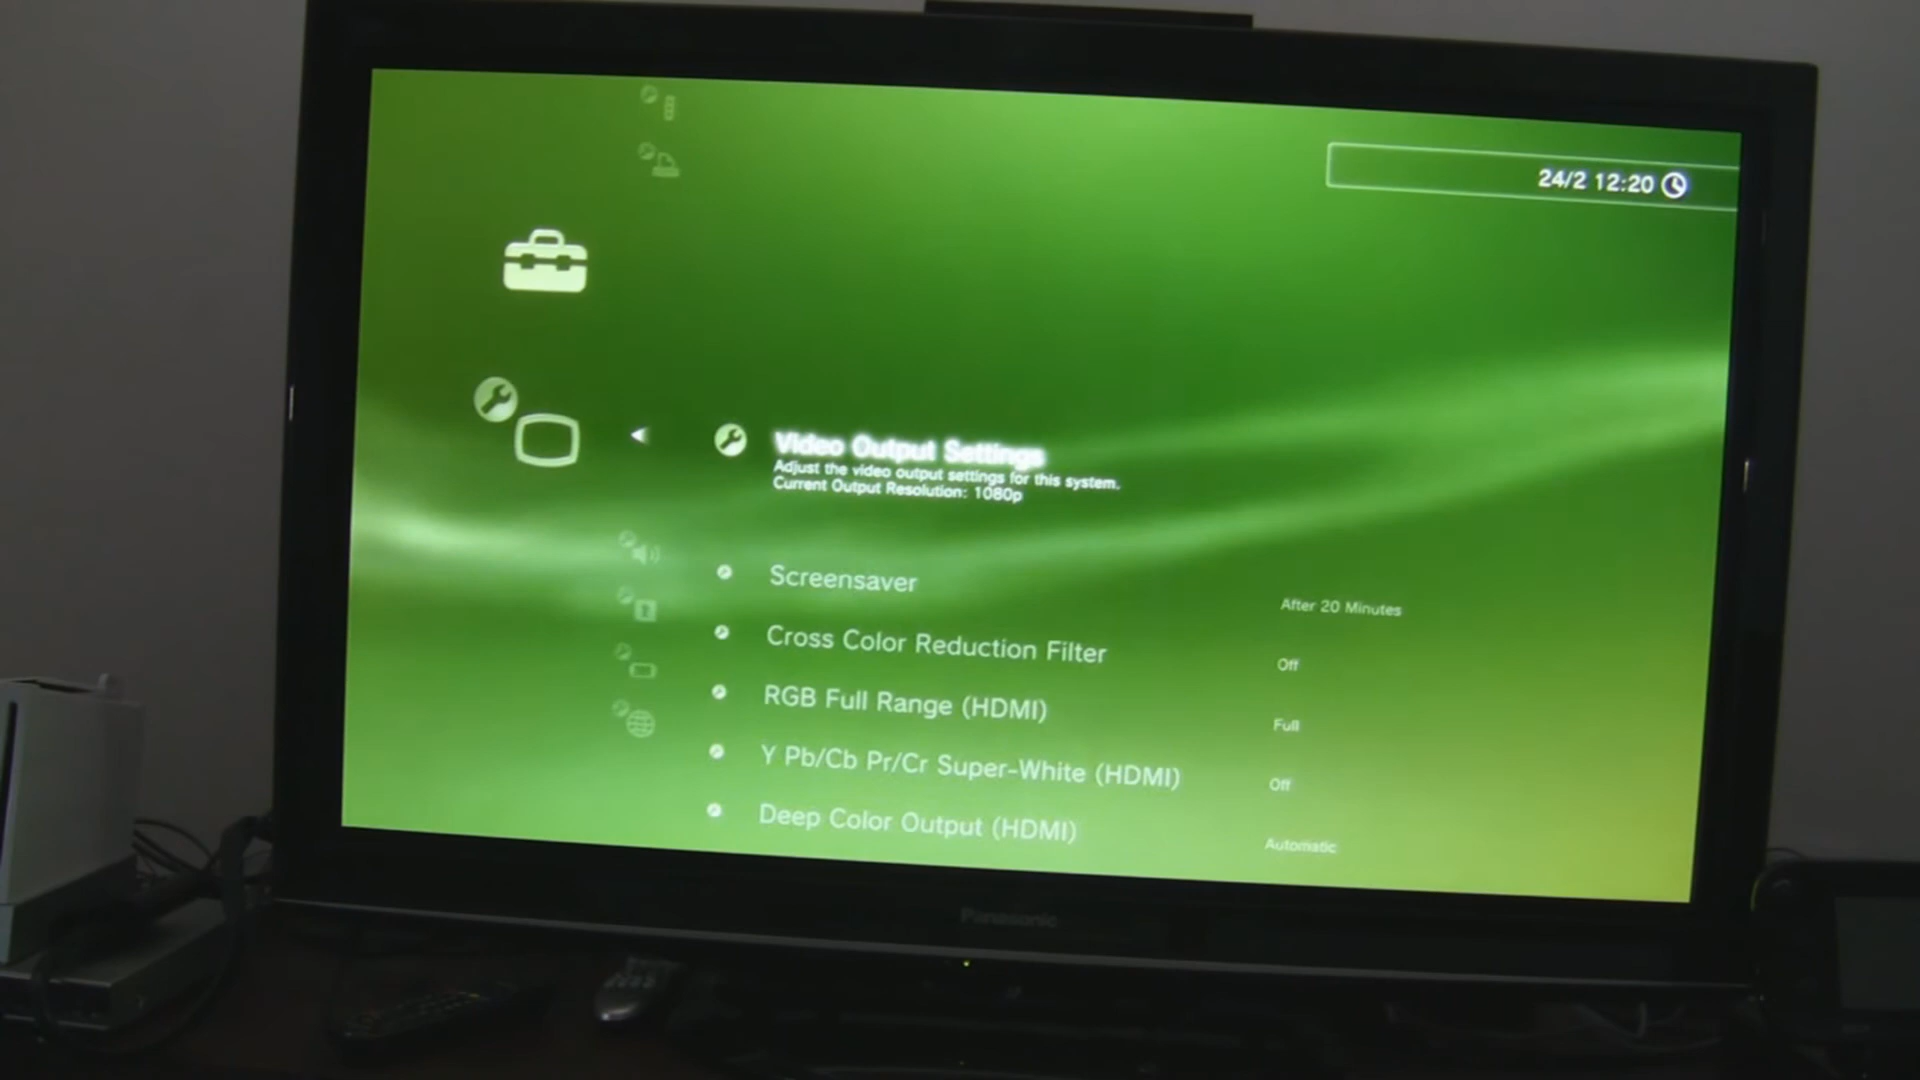 24/2 12:20
Video Output Settings
Adjust the video output settings for this system.
Current Output Resolution: 1080p
Screensaver
After 20 Minutes
Cross Color Reduction Filter
Off
RGB Full Range (HDMI)
Full
Y Pb/Cb Pr/Cr Super-White (HDMI)
Off
Deep Color Output (HDMI)
Automatic
Panasonic